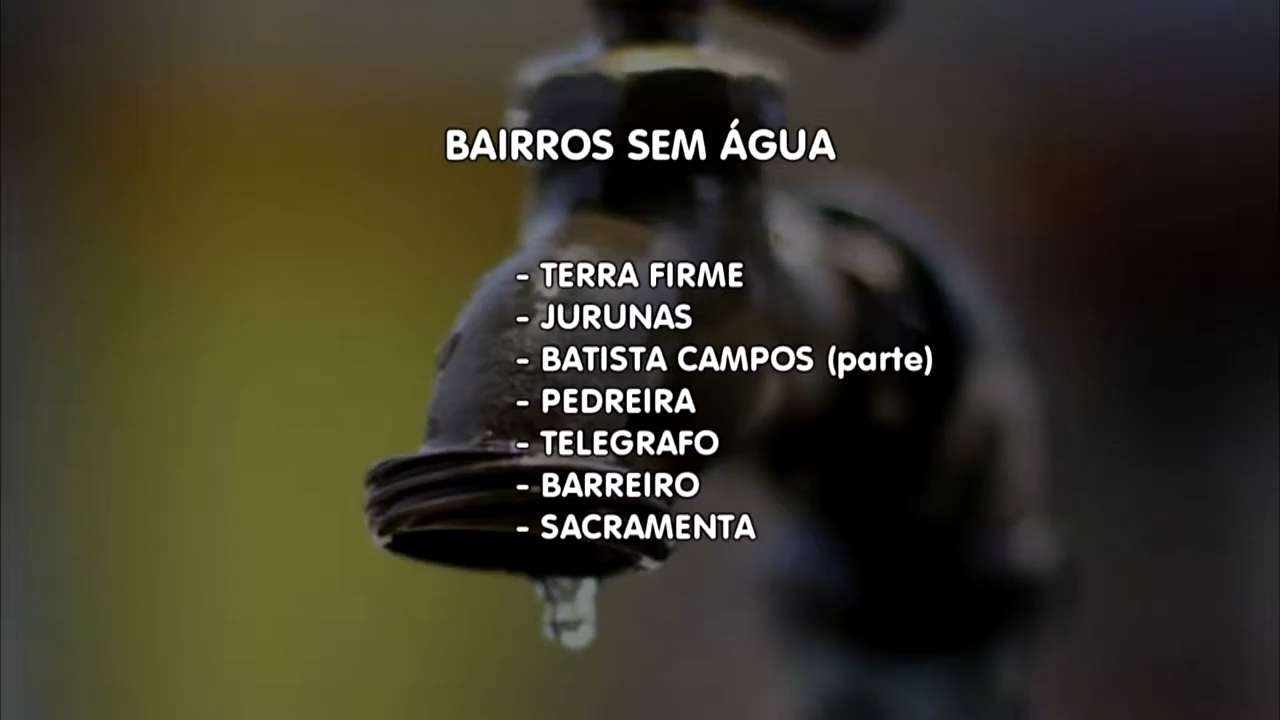 BAIRROS SEM ÁGUA
- TERRA FIRME
- JURUNAS
- BATISTA CAMPOS (parte)
- PEDREIRA
- TELEGRAFO
- BARREIRO
- SACRAMENTA